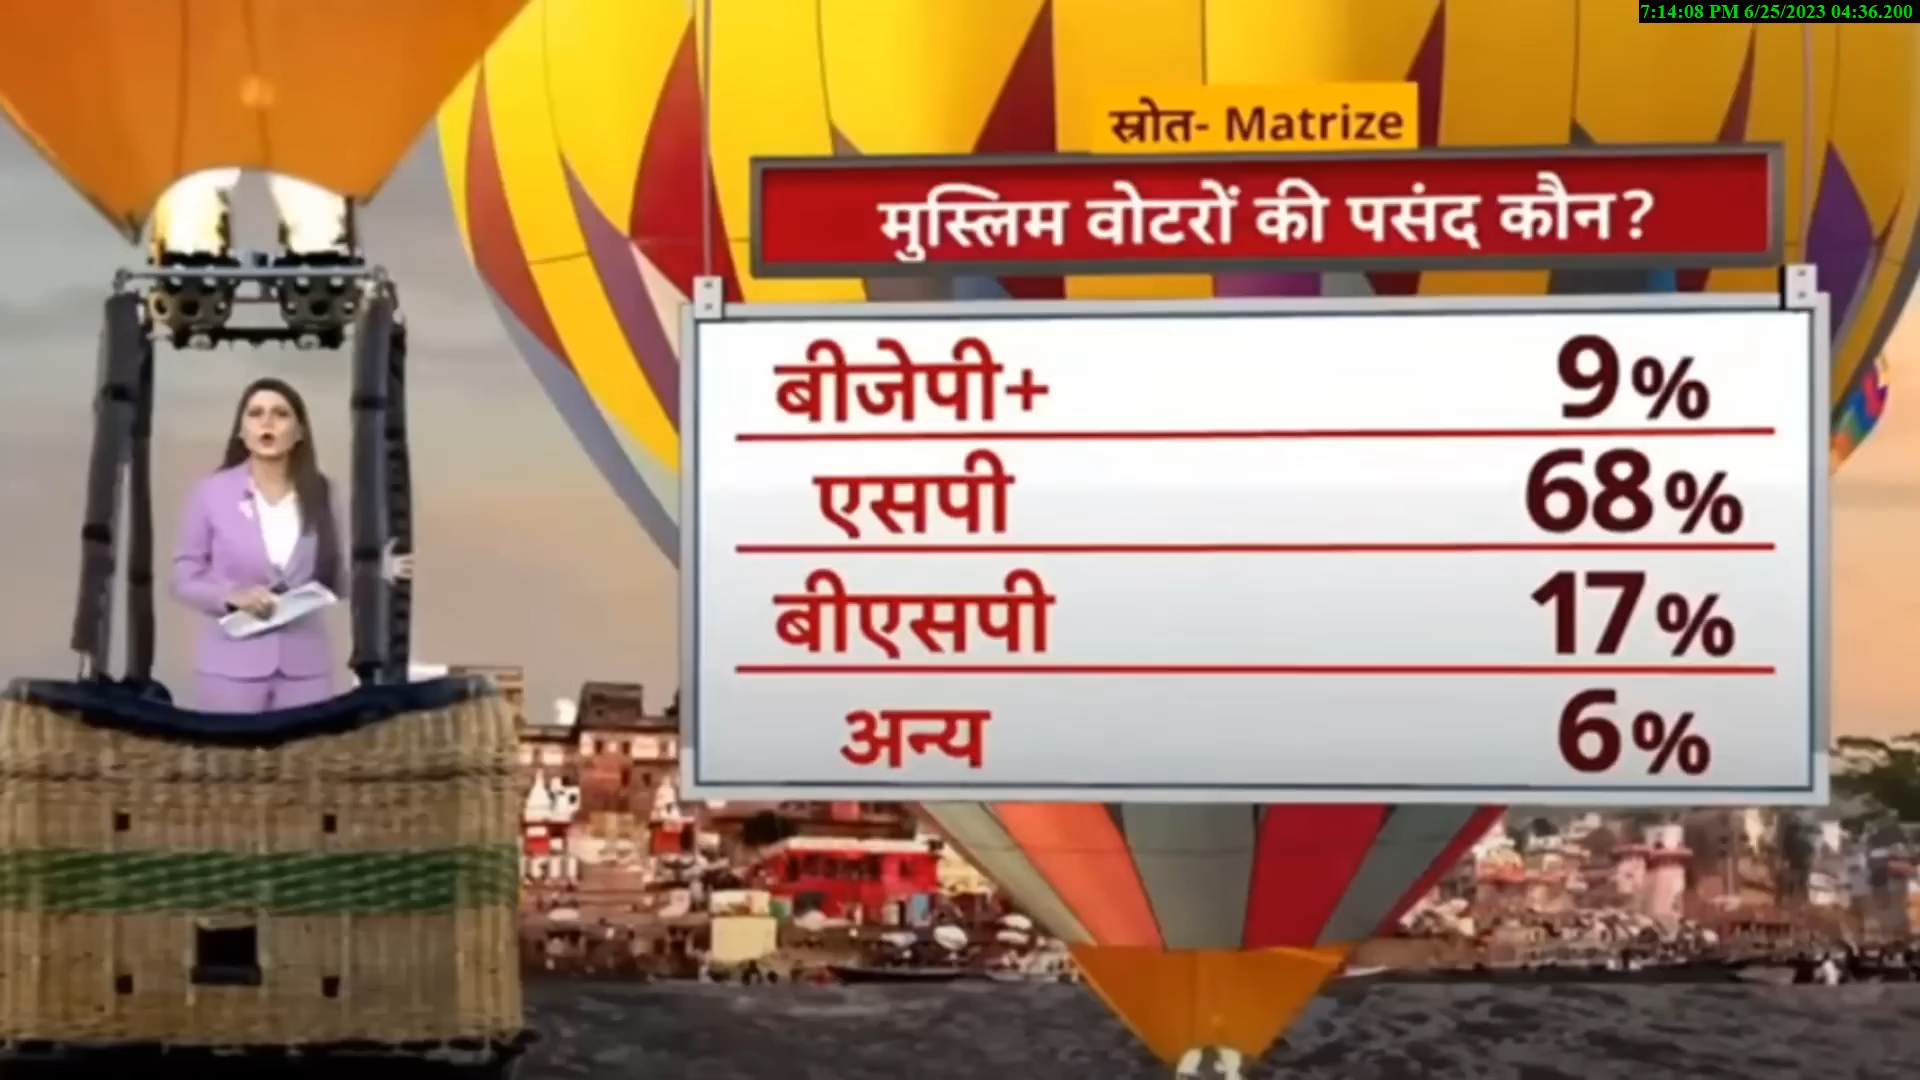 7:14:08 PM 6/25/2023 04:36.200
स्रोत- Matrize
मुस्लिम वोटरों की पसंद कौन?
बीजेपी+ 9%
एसपी 68%
बीएसपी 17%
अन्य 6%